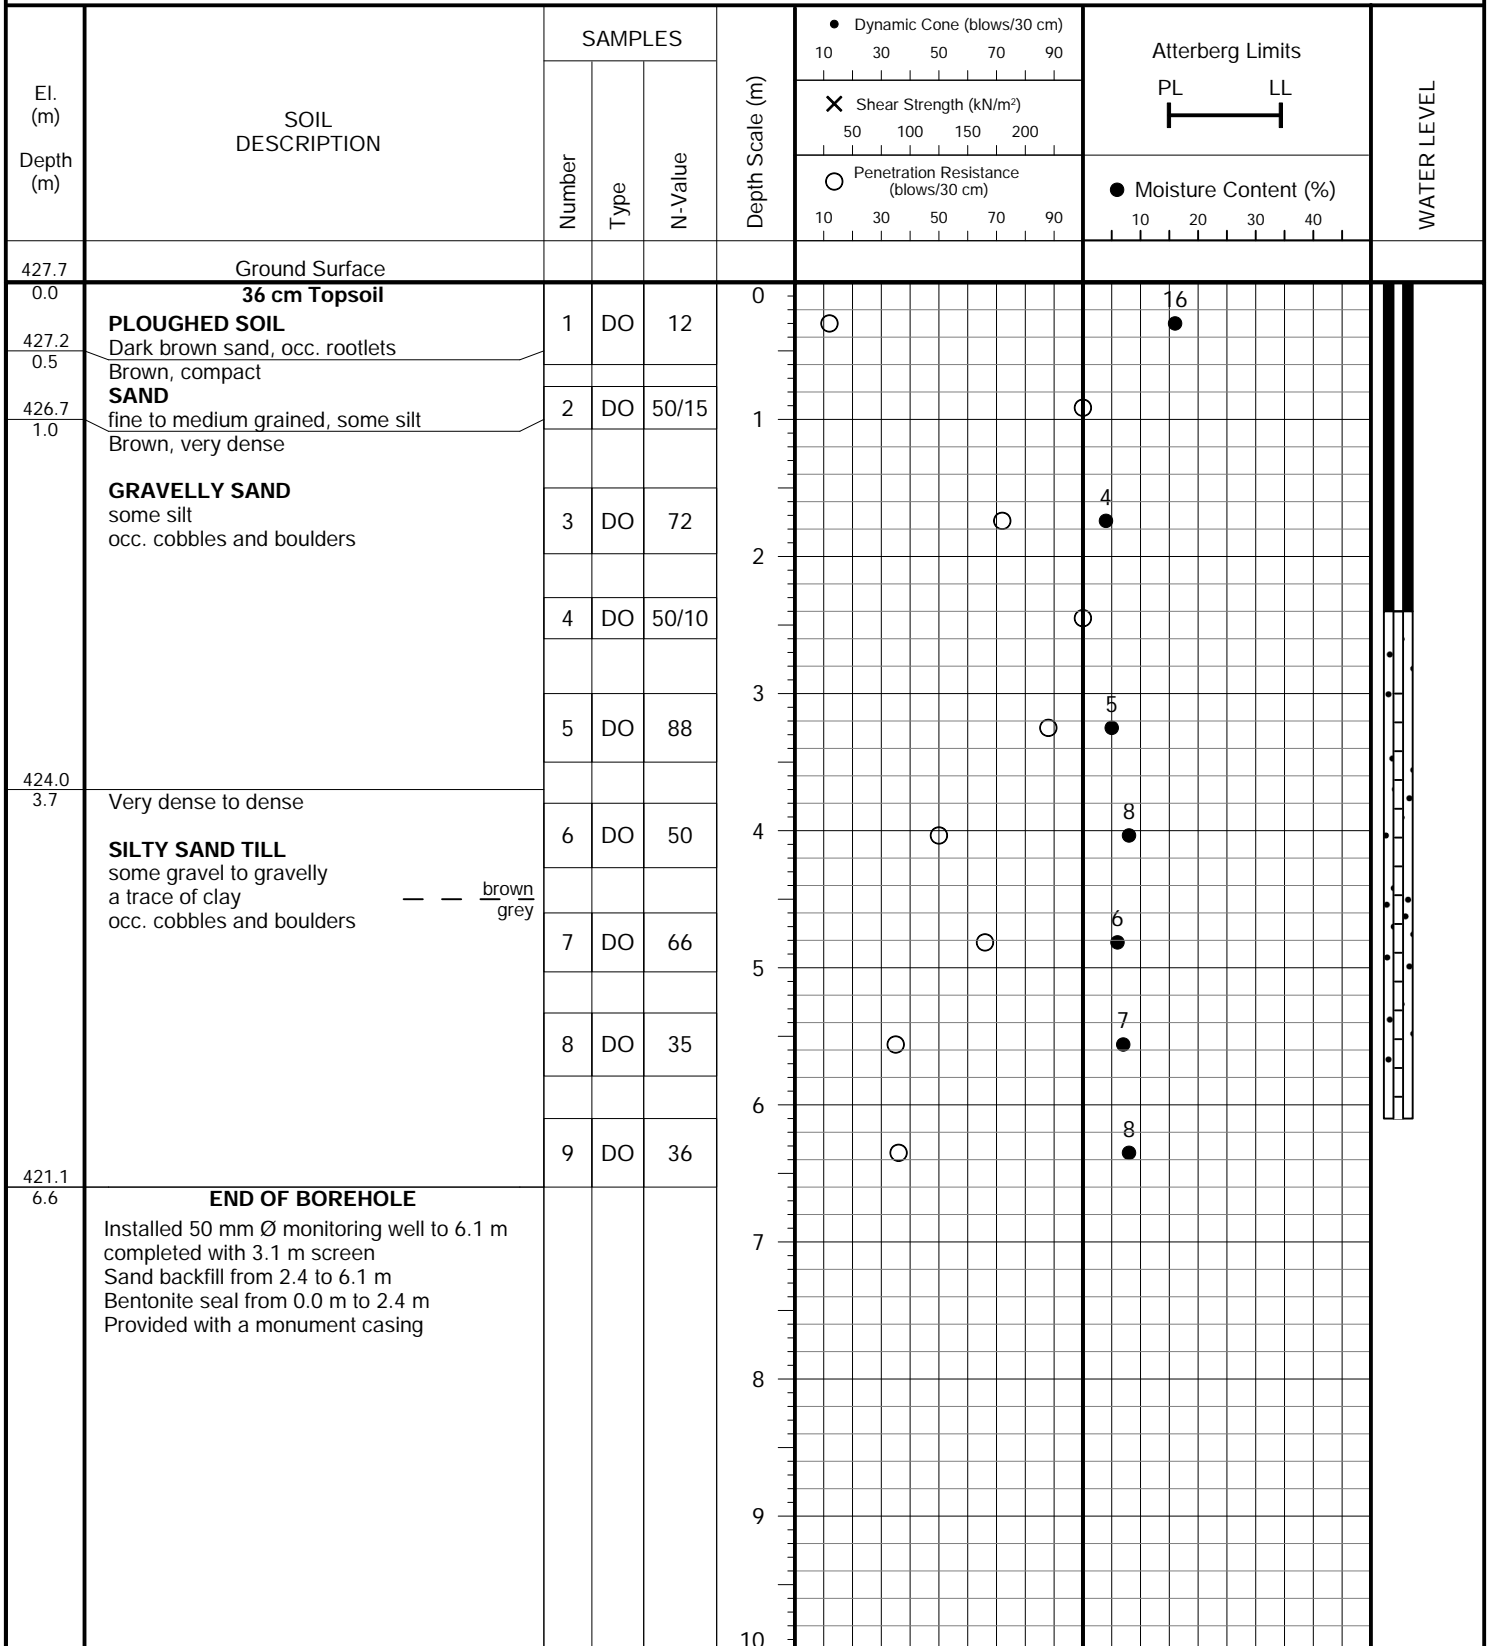 El.
(m)
Depth
(m)
SOIL
DESCRIPTION
SAMPLES
Number
Type
N-Value
Depth Scale (m)
Dynamic Cone (blows/30 cm)
10 30 50 70 90
Shear Strength (kN/m²)
50 100 150 200
Penetration Resistance
(blows/30 cm)
10 30 50 70 90
Atterberg Limits
PL LL
Moisture Content (%)
10 20 30 40
WATER LEVEL
427.7 Ground Surface
0.0 36 cm Topsoil 0
16
PLOUGHED SOIL 1 DO 12
427.2 Dark brown sand, occ. rootlets
0.5 Brown, compact
SAND
426.7 fine to medium grained, some silt 2 DO 50/15
1.0 Brown, very dense 1
GRAVELLY SAND 4
some silt 3 DO 72
occ. cobbles and boulders
2
4 DO 50/10
3
5
5 DO 88
424.0
3.7 Very dense to dense
8
6 DO 50 4
SILTY SAND TILL
some gravel to gravelly
a trace of clay brown
grey
occ. cobbles and boulders 6
7 DO 66
5
7
8 DO 35
6
8
9 DO 36
421.1
6.6 END OF BOREHOLE
Installed 50 mm Ø monitoring well to 6.1 m
7
completed with 3.1 m screen
Sand backfill from 2.4 to 6.1 m
Bentonite seal from 0.0 m to 2.4 m
Provided with a monument casing
8
9
10